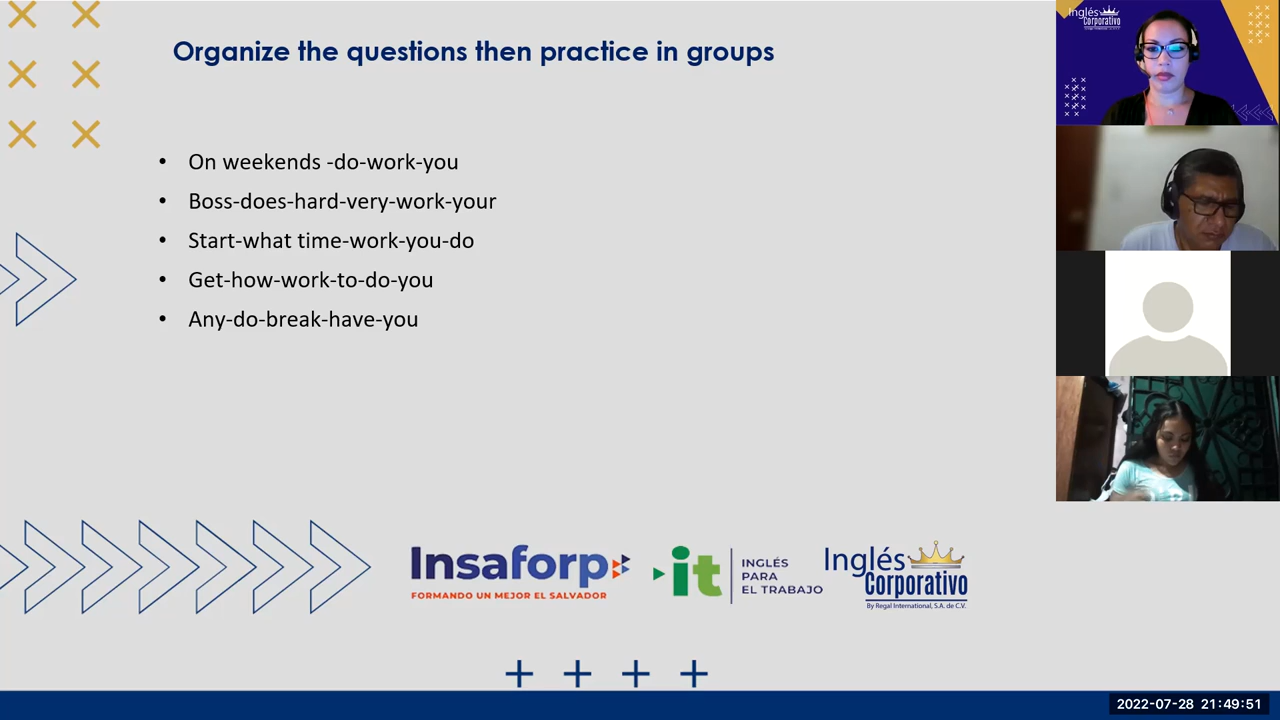 Organize the questions then practice in groups
• On weekends -do-work-you
• Boss-does-hard-very-work-your
• Start-what time-work-you-do
• Get-how-work-to-do-you
• Any-do-break-have-you
Insaforp
FORMANDO UN MEJOR EL SALVADOR
it
INGLÉS
PARA
EL TRABAJO
Inglés
Corporativo
By Regal International, S.A. de C.V.
Inglés
Corporativo
2022-07-28 21:49:51